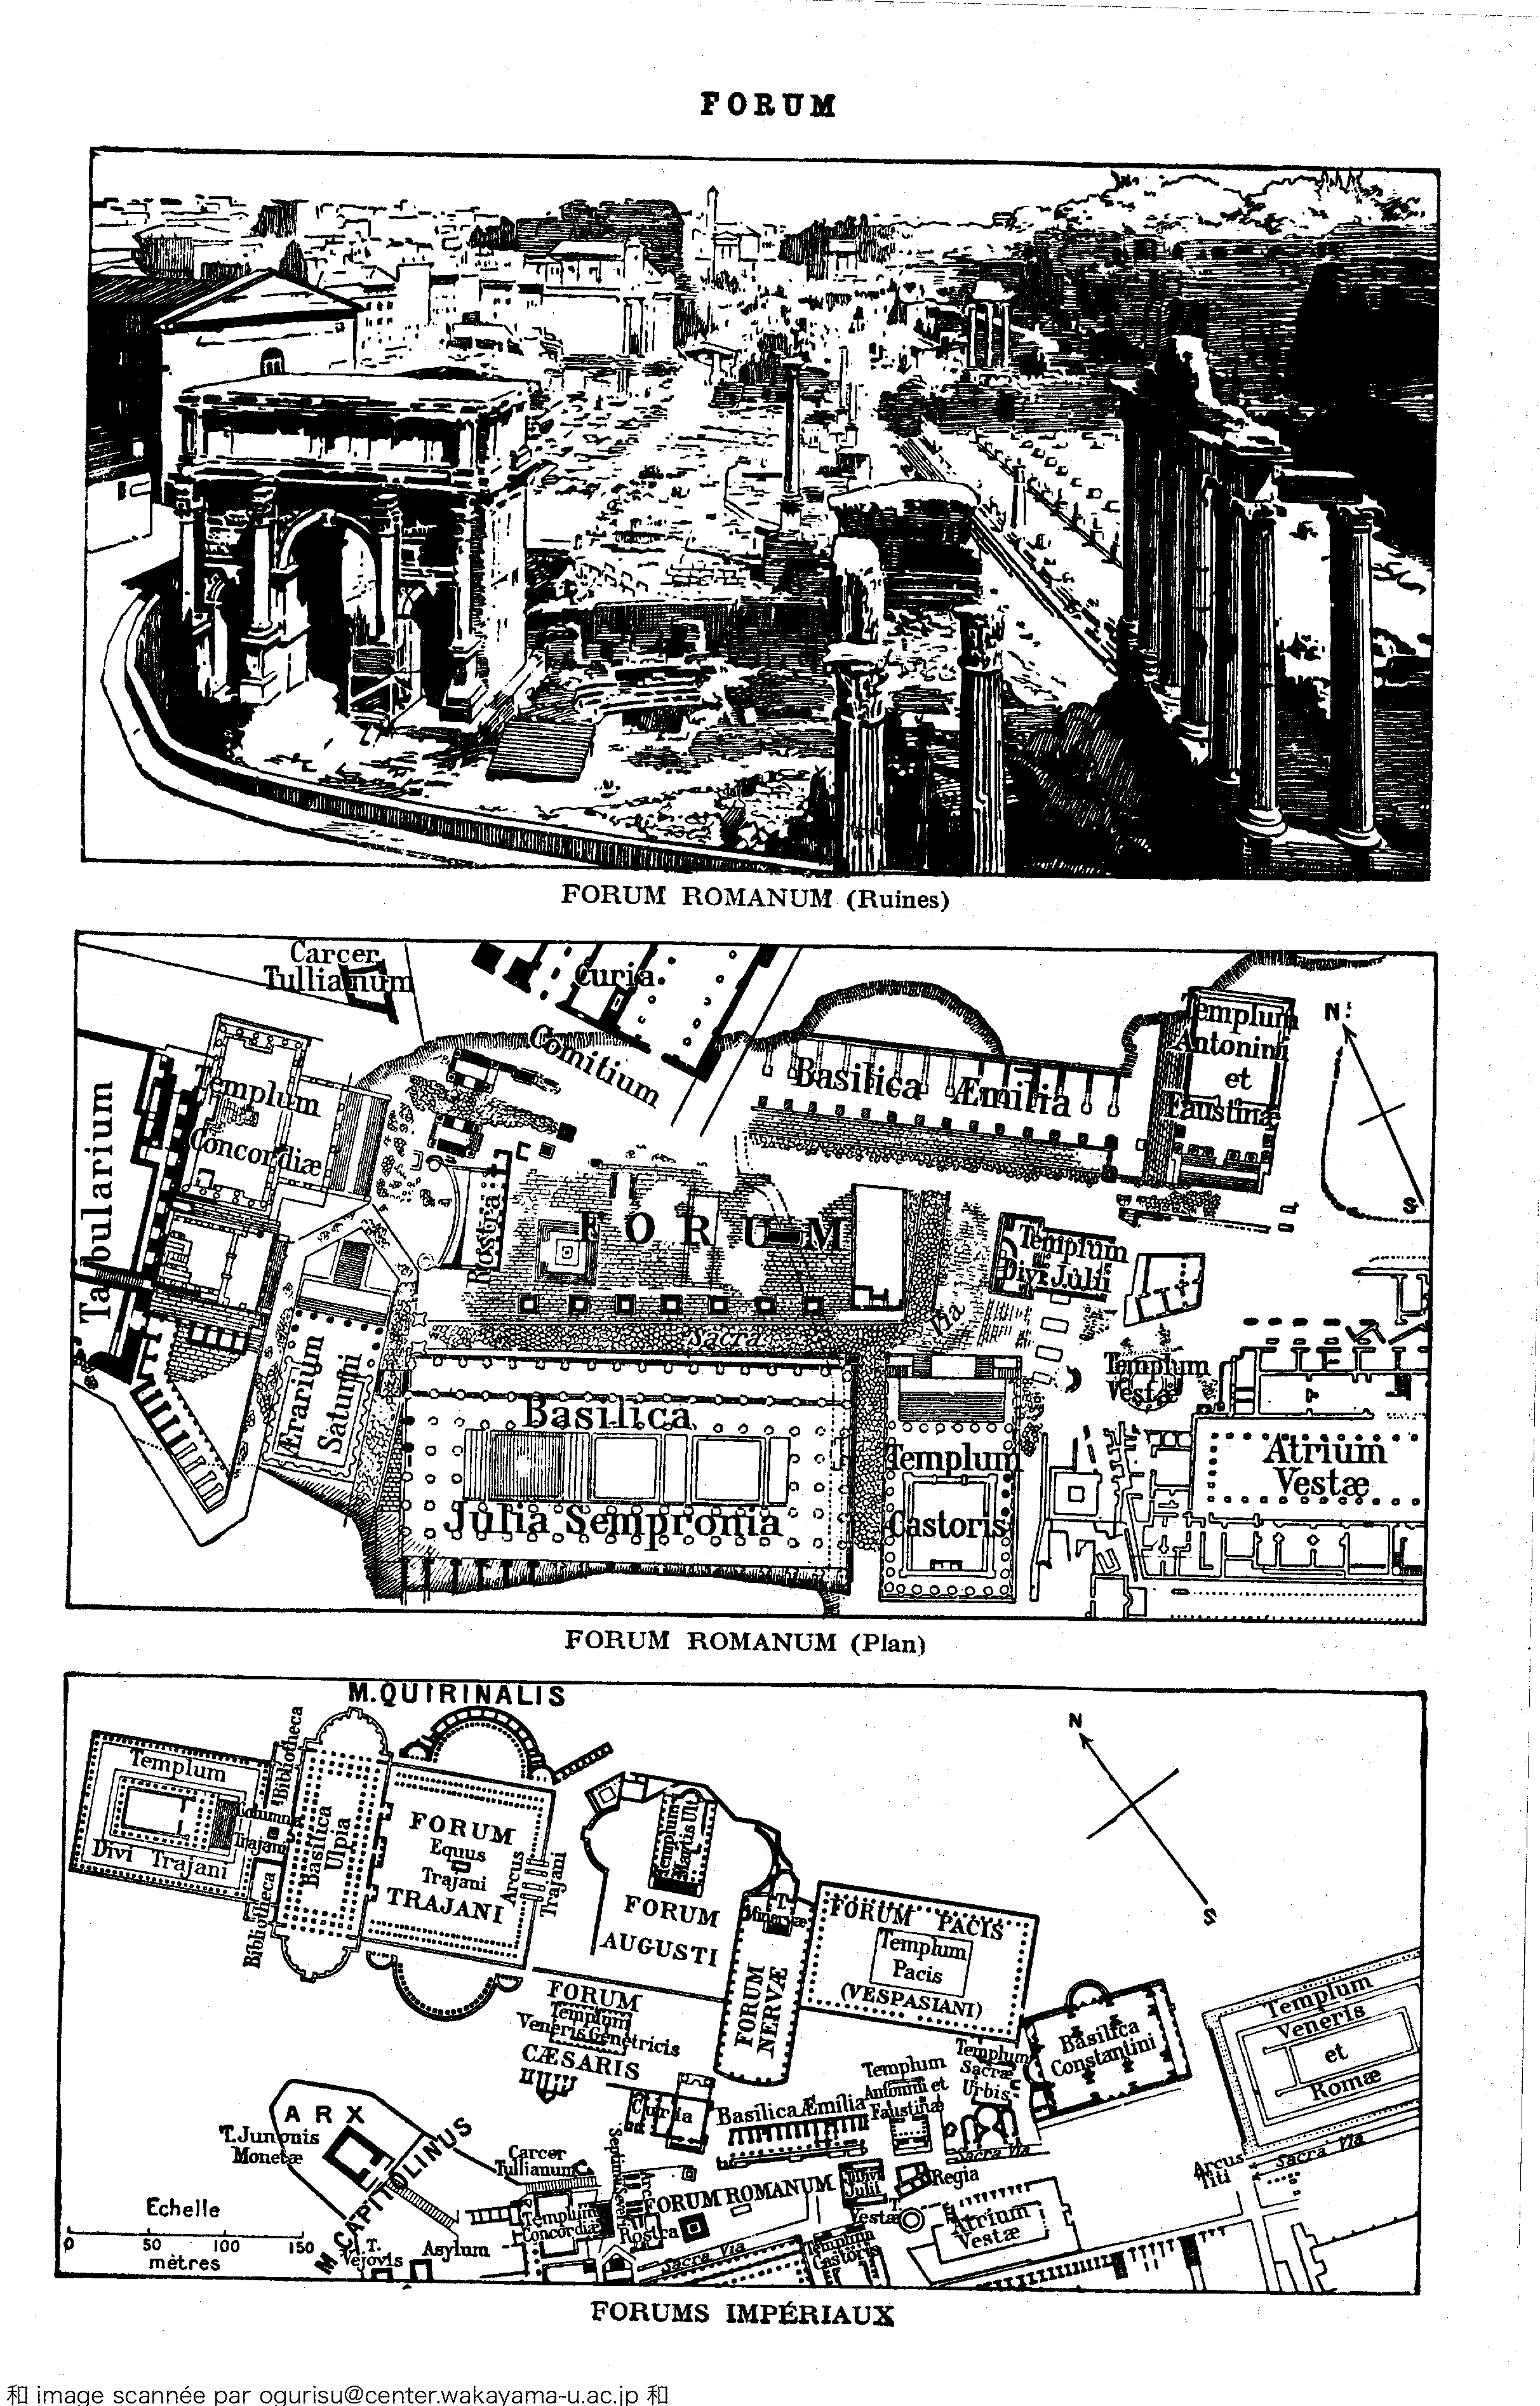 FORUM
FORUM ROMANUM (Ruines)
Carcer
Tullianum
Curia
Comitium
Templum
Antonini
et
Faustinæ
N!
S
Basilica Æmilia
Tabularium
Templum
Concordiæ
Rostra
FORUM
Templum
Divi Julii
Via
Sacra
Templum
Vestæ
Ærarium
Saturni
Basilica
Julia Sempronia
Templum
Castoris
Atrium
Vestæ
FORUM ROMANUM (Plan)
M.QUIRINALIS
Templum
Divi Trajani
Bibliotheca
Columna
Trajani
Bibliotheca
Basilica
Ulpia
FORUM
Equus
Trajani
TRAJANI
Arcus
Trajani
Templum
Martis Ult.
FORUM
AUGUSTI
T.
Minervæ
FORUM
NERVÆ
FORUM PACIS
Templum
Pacis
(VESPASIANI)
N
S
FORUM
Templum
Veneris Genetricis
CÆSARIS
Curia
Basilica Æmilia
Templum
Antonini et
Faustinæ
Templum
Sacræ
Urbis
Basilica
Constantini
Templum
Veneris
et
Romæ
Sacra Via
Arcus
Titi
Sacra Via
ARX
T.Junonis
Monetæ
M.CAPITOLINUS
Carcer
Tullianum
Arc.
Septimi Severi
FORUM ROMANUM
T.Divi
Julii
Regia
T.
Vestæ
Atrium
Vestæ
Templum
Concordiæ
Rostra
Sacra Via
Templum
Castoris
T.
Vejovis
Asylum
Echelle
0 50 100 150
mètres
FORUMS IMPÉRIAUX
和 image scannée par ogurisu@center.wakayama-u.ac.jp 和